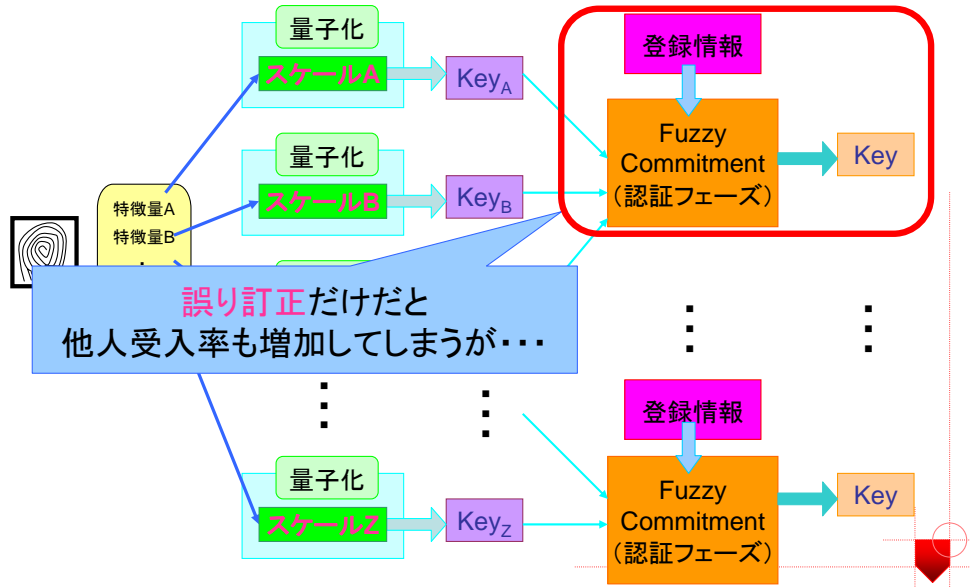 量子化
スケールA
KeyA
登録情報
Fuzzy
Commitment
(認証フェーズ)
Key
量子化
スケールB
KeyB
特徴量A
特徴量B
誤り訂正だけだと
他人受入率も増加してしまうが・・・
登録情報
量子化
スケールZ
KeyZ
Fuzzy
Commitment
(認証フェーズ)
Key